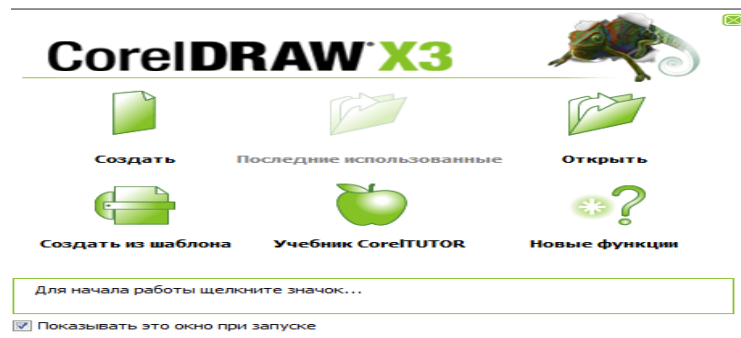 CorelDRAW X3
Создать Последние использованные Открыть
Создать из шаблона Учебник CorelTUTOR Новые функции
Для начала работы щелкните значок...
Показывать это окно при запуске